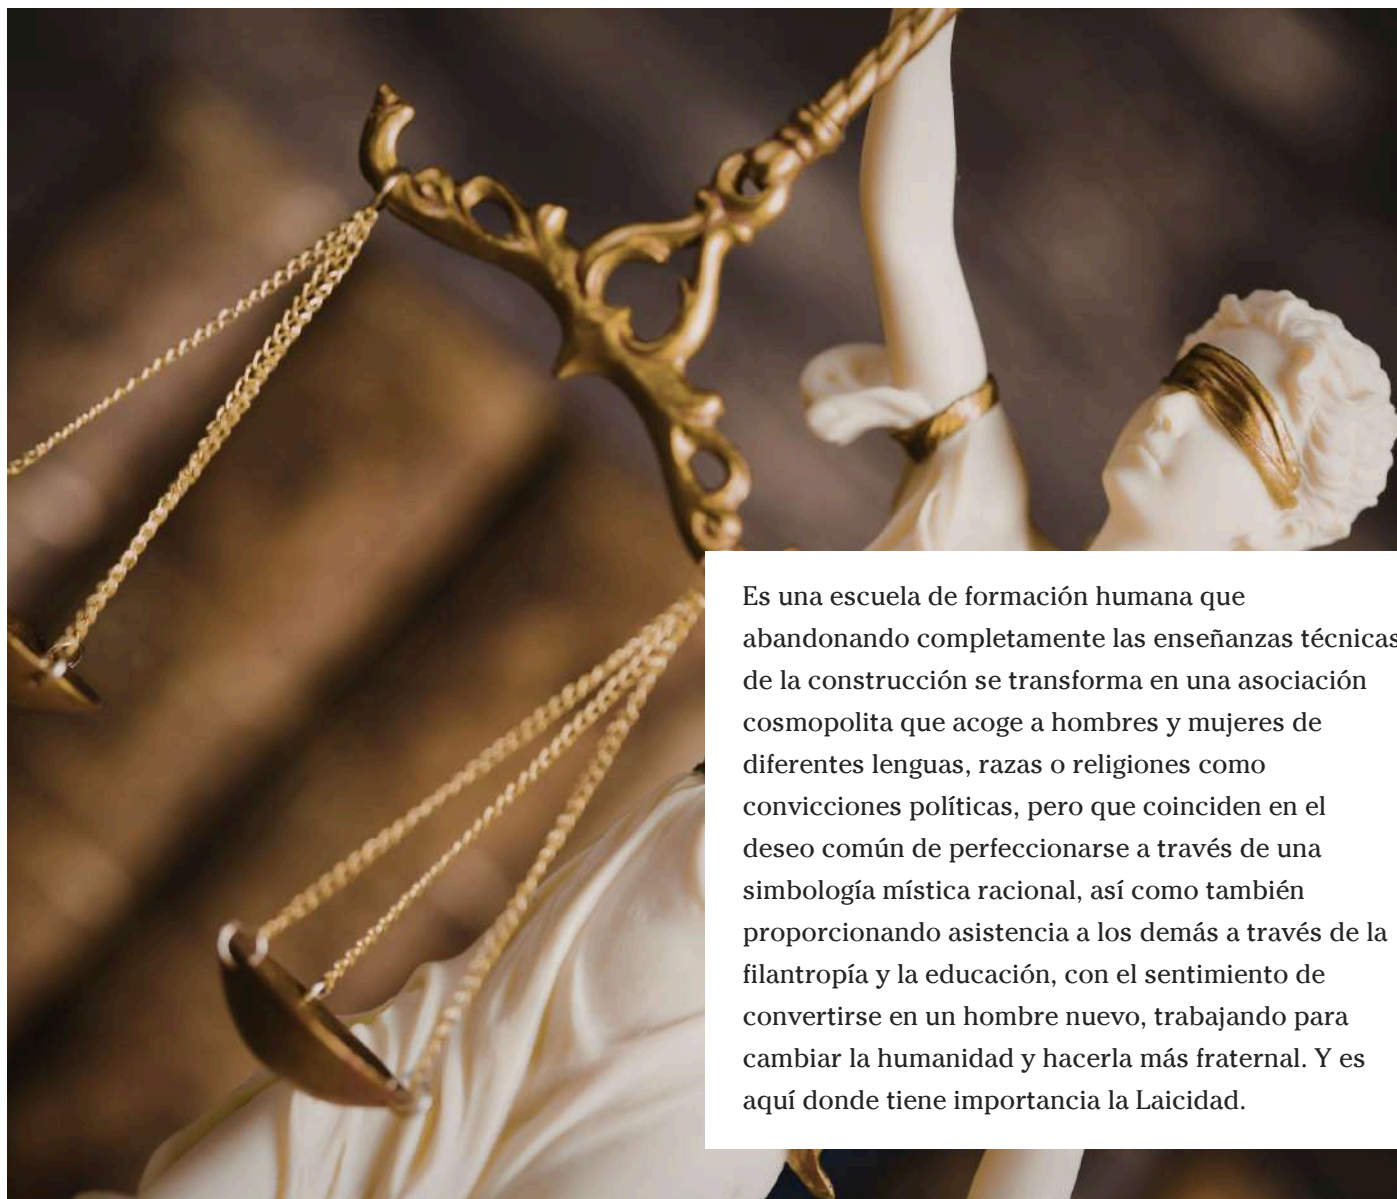 Es una escuela de formación humana que
abandonando completamente las enseñanzas técnicas
de la construcción se transforma en una asociación
cosmopolita que acoge a hombres y mujeres de
diferentes lenguas, razas o religiones como
convicciones políticas, pero que coinciden en el
deseo común de perfeccionarse a través de una
simbología mística racional, así como también
proporcionando asistencia a los demás a través de la
filantropía y la educación, con el sentimiento de
convertirse en un hombre nuevo, trabajando para
cambiar la humanidad y hacerla más fraternal. Y es
aquí donde tiene importancia la Laicidad.